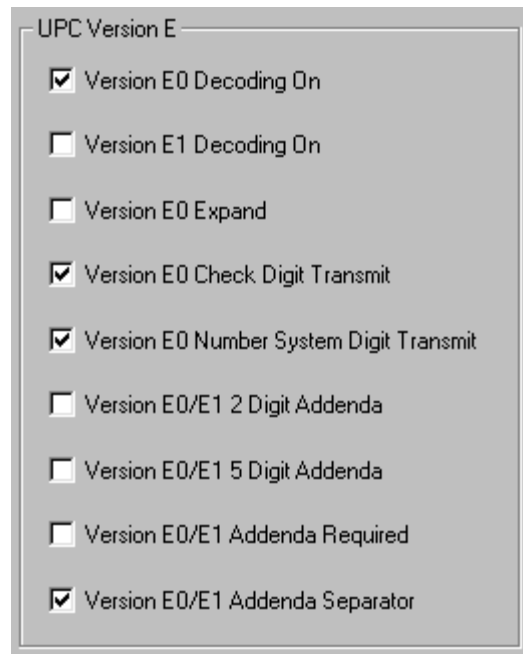 UPC Version E
Version E0 Decoding On
Version E1 Decoding On
Version E0 Expand
Version E0 Check Digit Transmit
Version E0 Number System Digit Transmit
Version E0/E1 2 Digit Addenda
Version E0/E1 5 Digit Addenda
Version E0/E1 Addenda Required
Version E0/E1 Addenda Separator